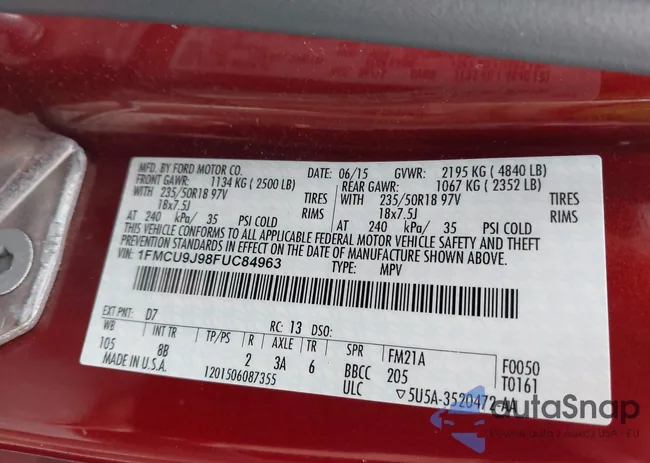 MFD. BY FORD MOTOR CO.
DATE: 06/15 GVWR: 2195 KG ( 4840 LB)
FRONT GAWR: 1134 KG ( 2500 LB) REAR GAWR: 1067 KG ( 2352 LB)
WITH 235/50R18 97V TIRES WITH 235/50R18 97V TIRES
18x7.5J RIMS 18x7.5J RIMS
AT 240 kPa/ 35 PSI COLD AT 240 kPa/ 35 PSI COLD
THIS VEHICLE CONFORMS TO ALL APPLICABLE FEDERAL MOTOR VEHICLE SAFETY AND THEFT
PREVENTION STANDARDS IN EFFECT ON THE DATE OF MANUFACTURE SHOWN ABOVE.
VIN: 1FMCU9J98FUC84963 TYPE: MPV
EXT PNT: D7 RC: 13 DSO:
WB INT TR TP/PS R AXLE TR SPR FM21A F0050
105 8B 2 3A 6 BBCC 205 T0161
MADE IN U.S.A. 1201506087355 ULC ▽5U5A-3520472-AA
autoSnap